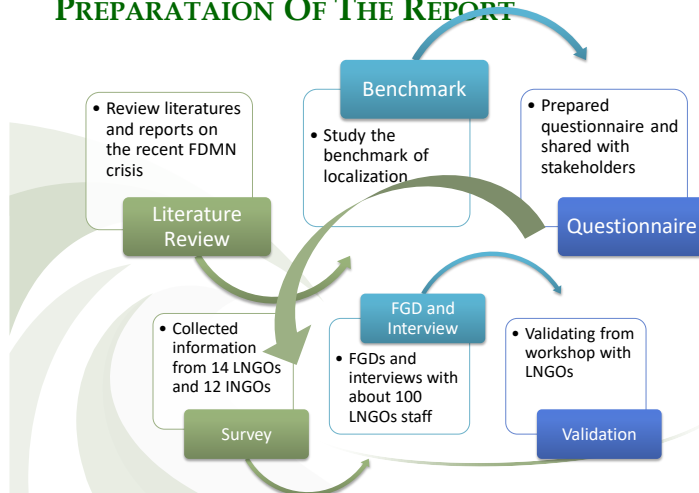 PREPARATAION OF THE REPORT
• Review literatures
and reports on
the recent FDMN
crisis
Literature
Review
Benchmark
• Study the
benchmark of
localization
• Prepared
questionnaire and
shared with
stakeholders
Questionnaire
• Collected
information
from 14 LNGOs
and 12 INGOs
Survey
FGD and
Interview
• FGDs and
interviews with
about 100
LNGOs staff
• Validating from
workshop with
LNGOs
Validation